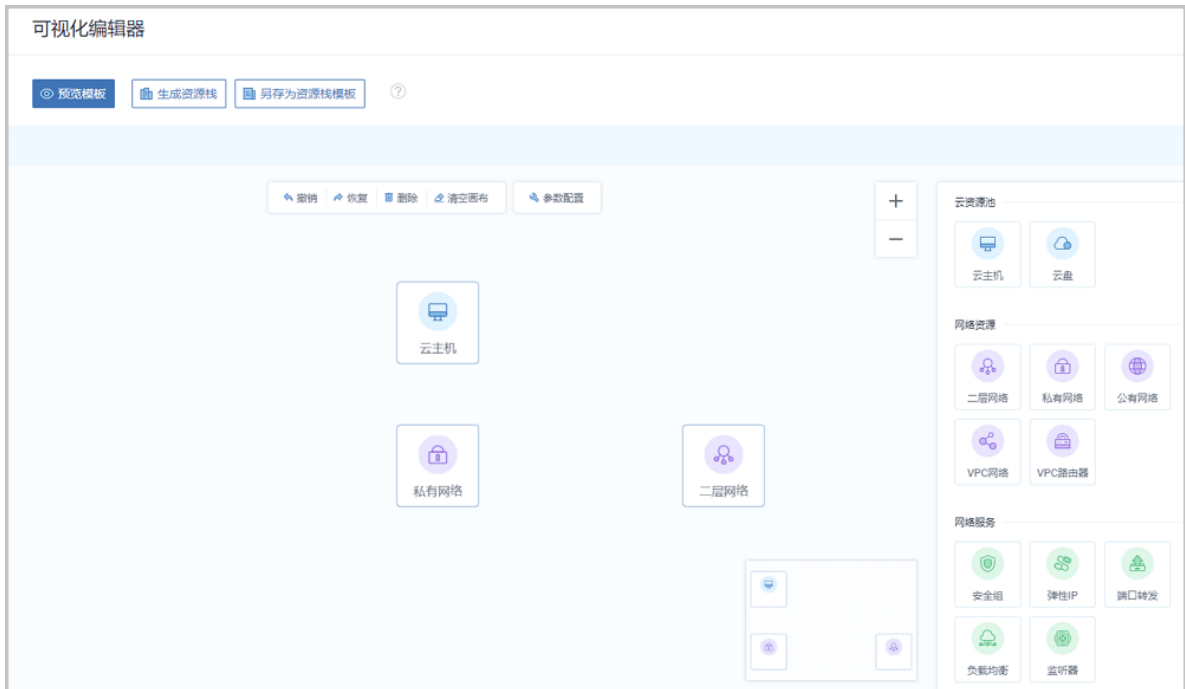 可视化编辑器
预览模板 生成资源栈 另存为资源栈模板 ?
撤销 恢复 删除 清空画布 参数配置
云主机
私有网络 二层网络
云资源池
云主机 云盘
网络资源
二层网络 私有网络 公有网络
VPC网络 VPC路由器
网络服务
安全组 弹性IP 端口转发
负载均衡 监听器